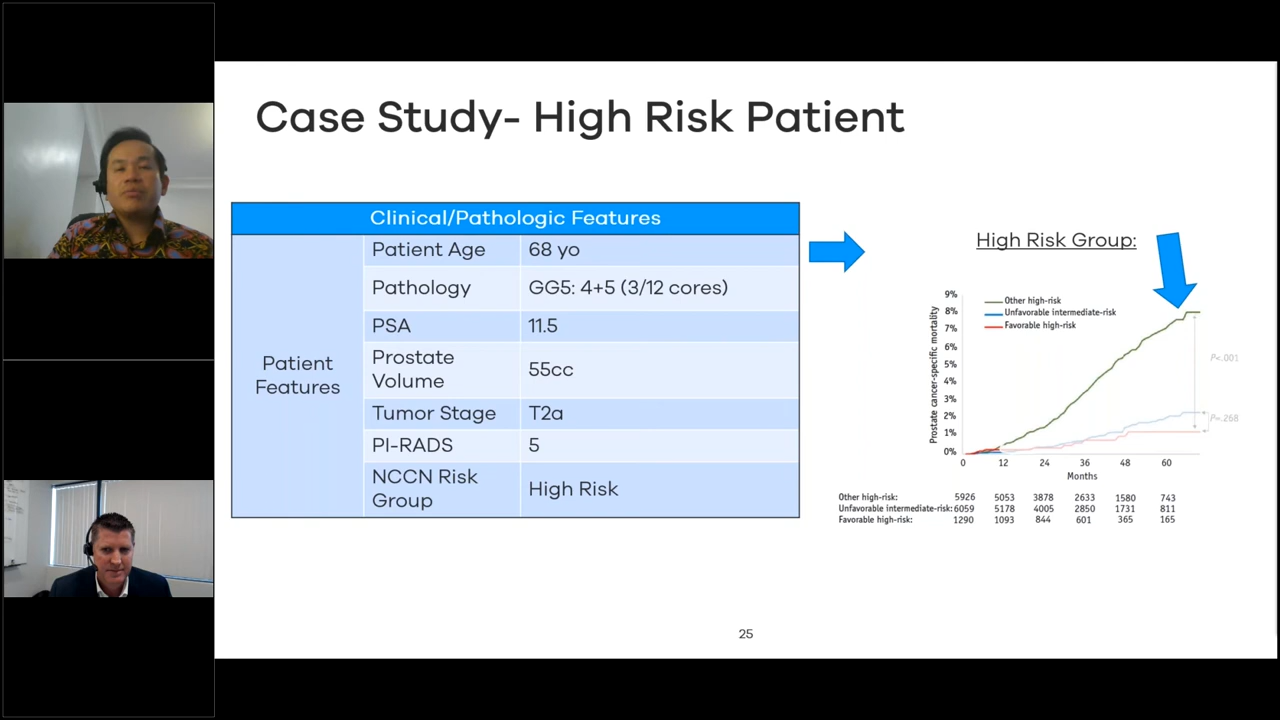 Case Study- High Risk Patient
Clinical/Pathologic Features
Patient Features
Patient Age 68 yo
Pathology GG5: 4+5 (3/12 cores)
PSA 11.5
Prostate Volume 55cc
Tumor Stage T2a
PI-RADS 5
NCCN Risk Group High Risk
High Risk Group:
Prostate cancer-specific mortality
9%
8%
7%
6%
5%
4%
3%
2%
1%
0%
Other high-risk
Unfavorable intermediate-risk
Favorable high-risk
P<.001
P=.268
0 12 24 36 48 60
Months
Other high-risk: 5926 5053 3878 2633 1580 743
Unfavorable intermediate-risk: 6059 5178 4005 2850 1731 811
Favorable high-risk: 1290 1093 844 601 365 165
25